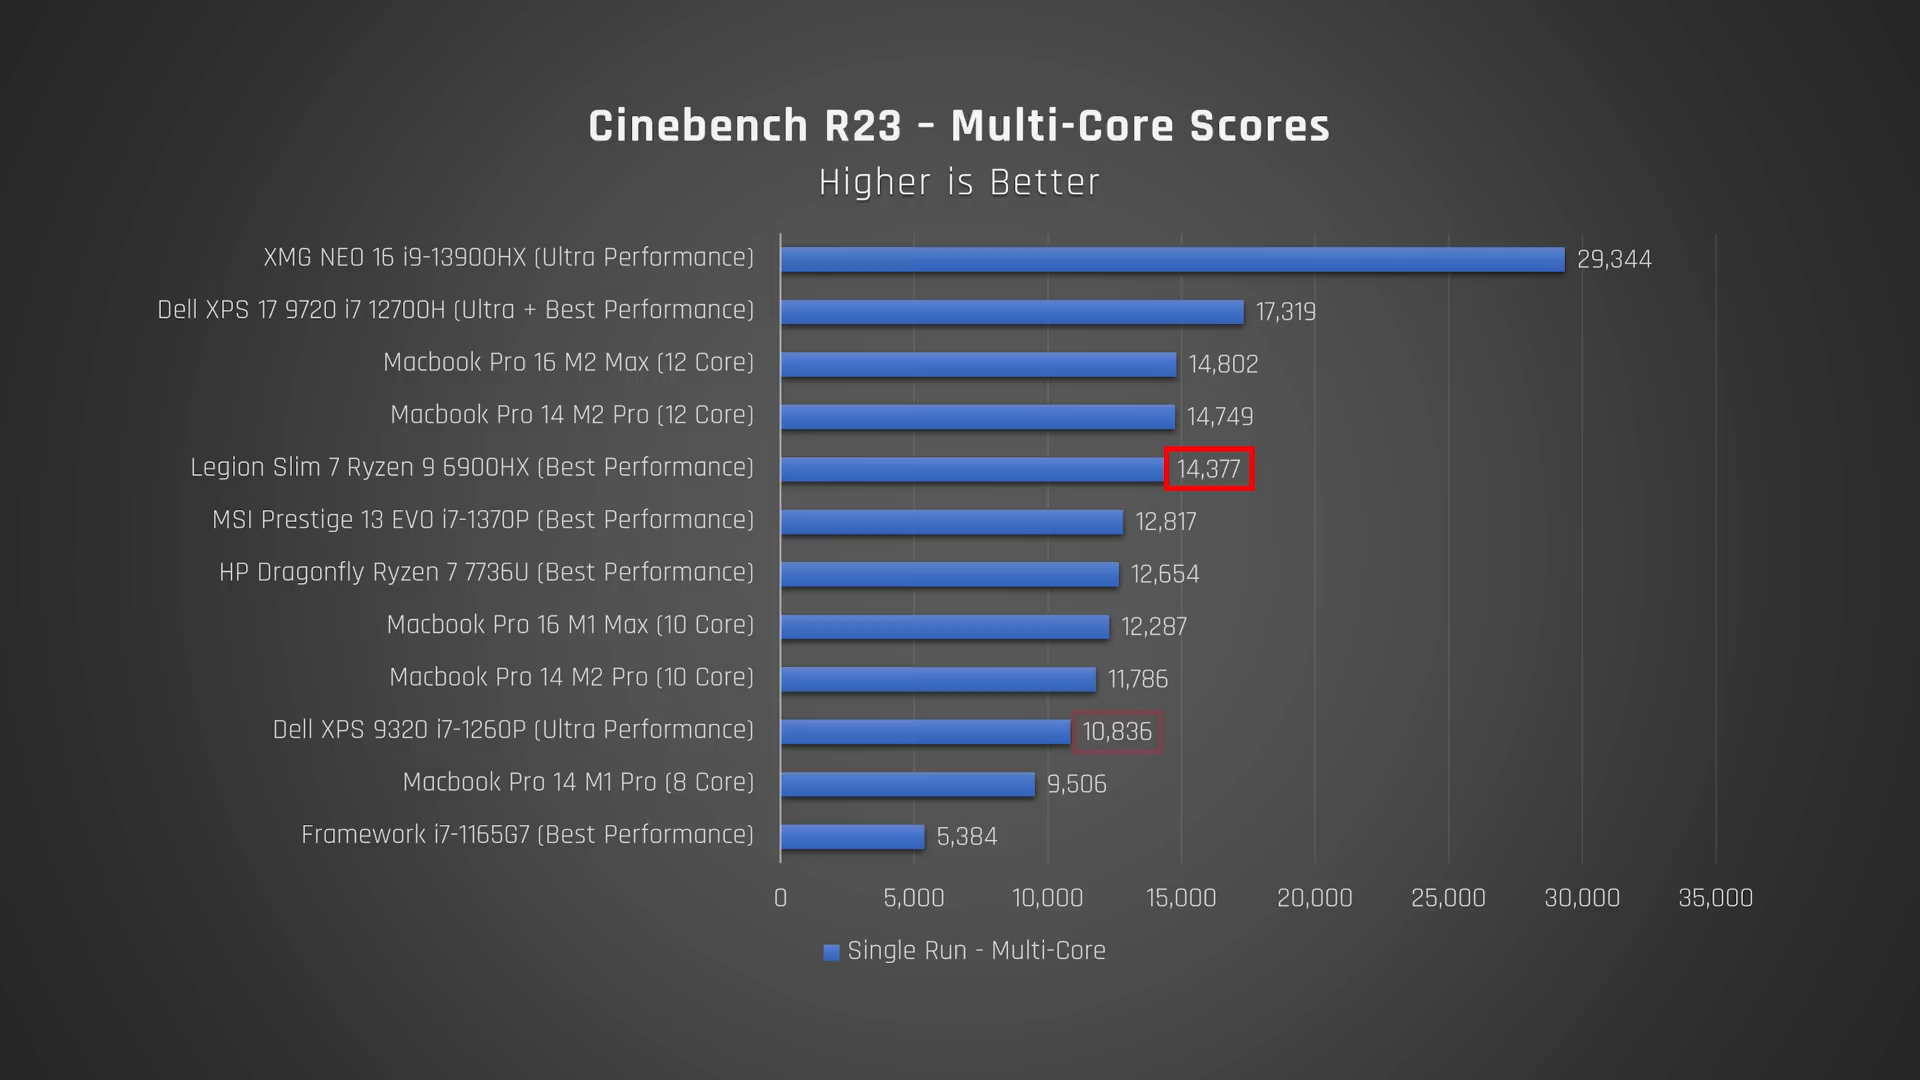 Cinebench R23 – Multi-Core Scores
Higher is Better
XMG NEO 16 i9-13900HX (Ultra Performance) 29,344
Dell XPS 17 9720 i7 12700H (Ultra + Best Performance) 17,319
Macbook Pro 16 M2 Max (12 Core) 14,802
Macbook Pro 14 M2 Pro (12 Core) 14,749
Legion Slim 7 Ryzen 9 6900HX (Best Performance) 14,377
MSI Prestige 13 EVO i7-1370P (Best Performance) 12,817
HP Dragonfly Ryzen 7 7736U (Best Performance) 12,654
Macbook Pro 16 M1 Max (10 Core) 12,287
Macbook Pro 14 M2 Pro (10 Core) 11,786
Dell XPS 9320 i7-1260P (Ultra Performance) 10,836
Macbook Pro 14 M1 Pro (8 Core) 9,506
Framework i7-1165G7 (Best Performance) 5,384
0 5,000 10,000 15,000 20,000 25,000 30,000 35,000
Single Run - Multi-Core